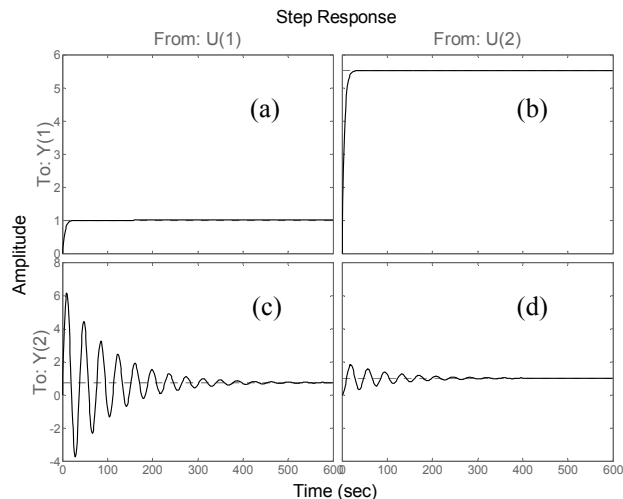 Step Response
From: U(1)
From: U(2)
To: Y(1)
6
5
4
3
2
1
0
(a)
(b)
Amplitude
To: Y(2)
8
6
4
2
0
-2
-4
(c)
(d)
0 100 200 300 400 500 600
0 100 200 300 400 500 600
Time (sec)